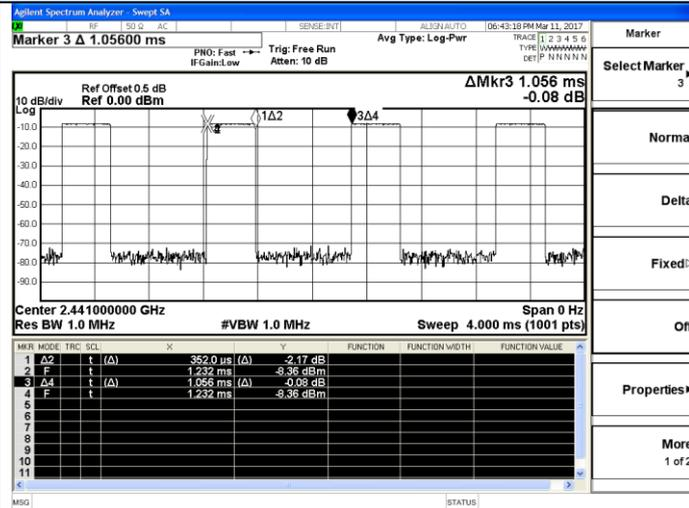 Agilent Spectrum Analyzer - Swept SA
RF 50 Ω AC SENSE:INT ALIGNAUTO 06:43:18 PM Mar 11, 2017
Marker 3 Δ 1.05600 ms
PNO: Fast
IFGain:Low
Trig: Free Run
Atten: 10 dB
Avg Type: Log-Pwr
TRACE 1 2 3 4 5 6
TYPE WWWWWW
DET P N N N N N
Ref Offset 0.5 dB
10 dB/div Ref 0.00 dBm
ΔMkr3 1.056 ms
-0.08 dB
Log
-10.0
-20.0
-30.0
-40.0
-50.0
-60.0
-70.0
-80.0
-90.0
1Δ2
3Δ4
Center 2.441000000 GHz Span 0 Hz
Res BW 1.0 MHz #VBW 1.0 MHz Sweep 4.000 ms (1001 pts)
MKR MODE TRC SCL X Y FUNCTION FUNCTION WIDTH FUNCTION VALUE
1 Δ2 t (Δ) 352.0 µs (Δ) -2.17 dB
2 F t 1.232 ms -8.36 dBm
3 Δ4 t (Δ) 1.056 ms (Δ) -0.08 dB
4 F t 1.232 ms -8.36 dBm
5
6
7
8
9
10
11
MSG STATUS
Marker
Select Marker
3
Norma
Delta
Fixed
Of
Properties
More
1 of 2